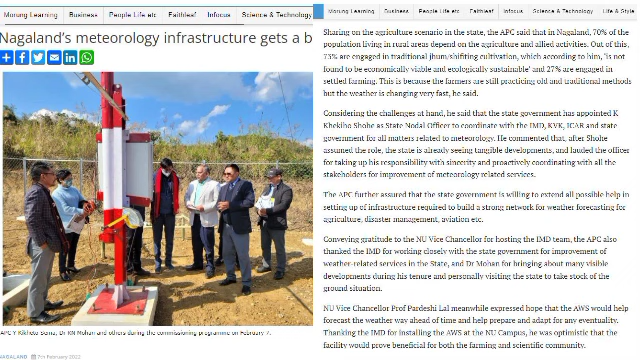 Morung Learning Business People Life etc Faithleaf Infocus Science & Technology
Nagaland's meteorology infrastructure gets a b
APC Y Kikheto Sema, Dr KN Mohan and others during the commissioning programme on February 7.
NAGALAND 7th February 2022
Morung Learning Business People Life etc Faithleaf Infocus Science & Technology Life & Style
Sharing on the agriculture scenario in the state, the APC said that in Nagaland, 70% of the
population living in rural areas depend on the agriculture and allied activities. Out of this,
73% are engaged in traditional jhum/shifiting cultivation, which according to him, 'is not
found to be economically viable and ecologically sustainable' and 27% are engaged in
settled farming. This is because the farmers are still practicing old and traditional methods
but the weather is changing very fast, he said.
Considering the challenges at hand, he said that the state government has appointed K
Khekiho Shohe as State Nodal Officer to coordinate with the IMD, KVK, ICAR and state
government for all matters related to meteorology. He commented that, after Shohe
assumed the role, the state is already seeing tangible developments, and lauded the officer
for taking up his responsibility with sincerity and proactively coordinating with all the
stakeholders for improvement of meteorology related services.
The APC further assured that the state government is willing to extend all possible help in
setting up of infrastructure required to build a strong network for weather forecasting for
agriculture, disaster management, aviation etc.
Conveying gratitude to the NU Vice Chancellor for hosting the IMD team, the APC also
thanked the IMD for working closely with the state government for improvement of
weather-related services in the State, and Dr Mohan for bringing about many visible
developments during his tenure and personally visiting the state to take stock of the
ground situation.
NU Vice Chancellor Prof Pardeshi Lal meanwhile expressed hope that the AWS would help
forecast the weather way ahead of time and help prepare and adapt for any eventuality.
Thanking the IMD for installing the AWS at the NU Campus, he was optimistic that the
facility would prove beneficial for both the farming and scientific community.